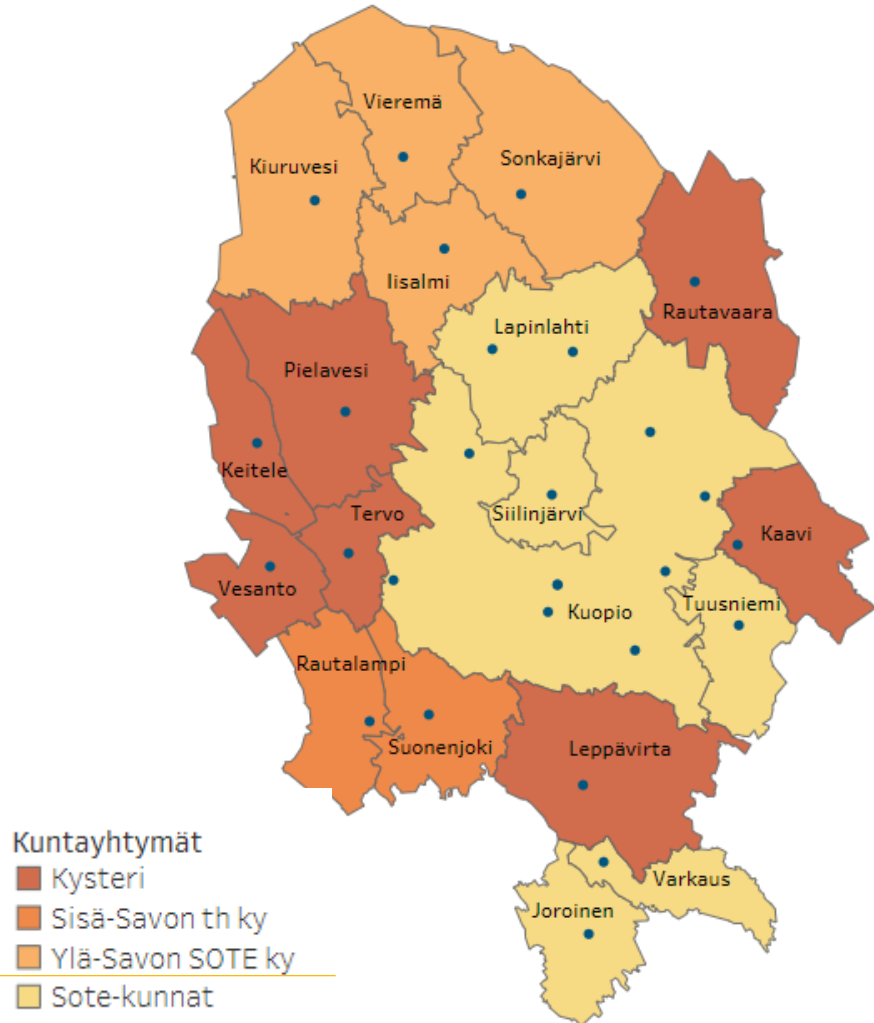 Vieremä
Sonkajärvi
Kiuruvesi
Iisalmi
Rautavaara
Lapinlahti
Pielavesi
Keitele
Siilinjärvi
Tervo
Kaavi
Vesanto
Tuusniemi
Kuopio
Rautalampi
Suonenjoki
Leppävirta
Varkaus
Joroinen
Kuntayhtymät
Kysteri
Sisä-Savon th ky
Ylä-Savon SOTE ky
Sote-kunnat